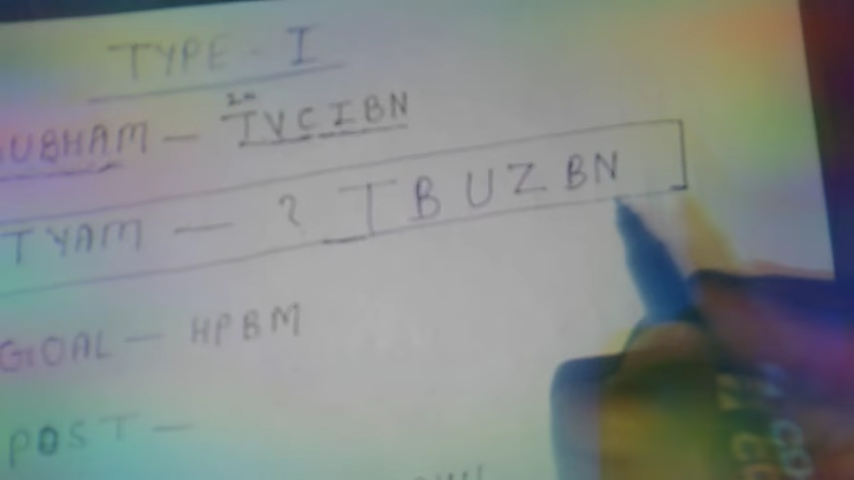 TYPE - I
UBHAM — TVCIBN
TYAM — ? TBUZBN
GOAL — HPBM
POST —